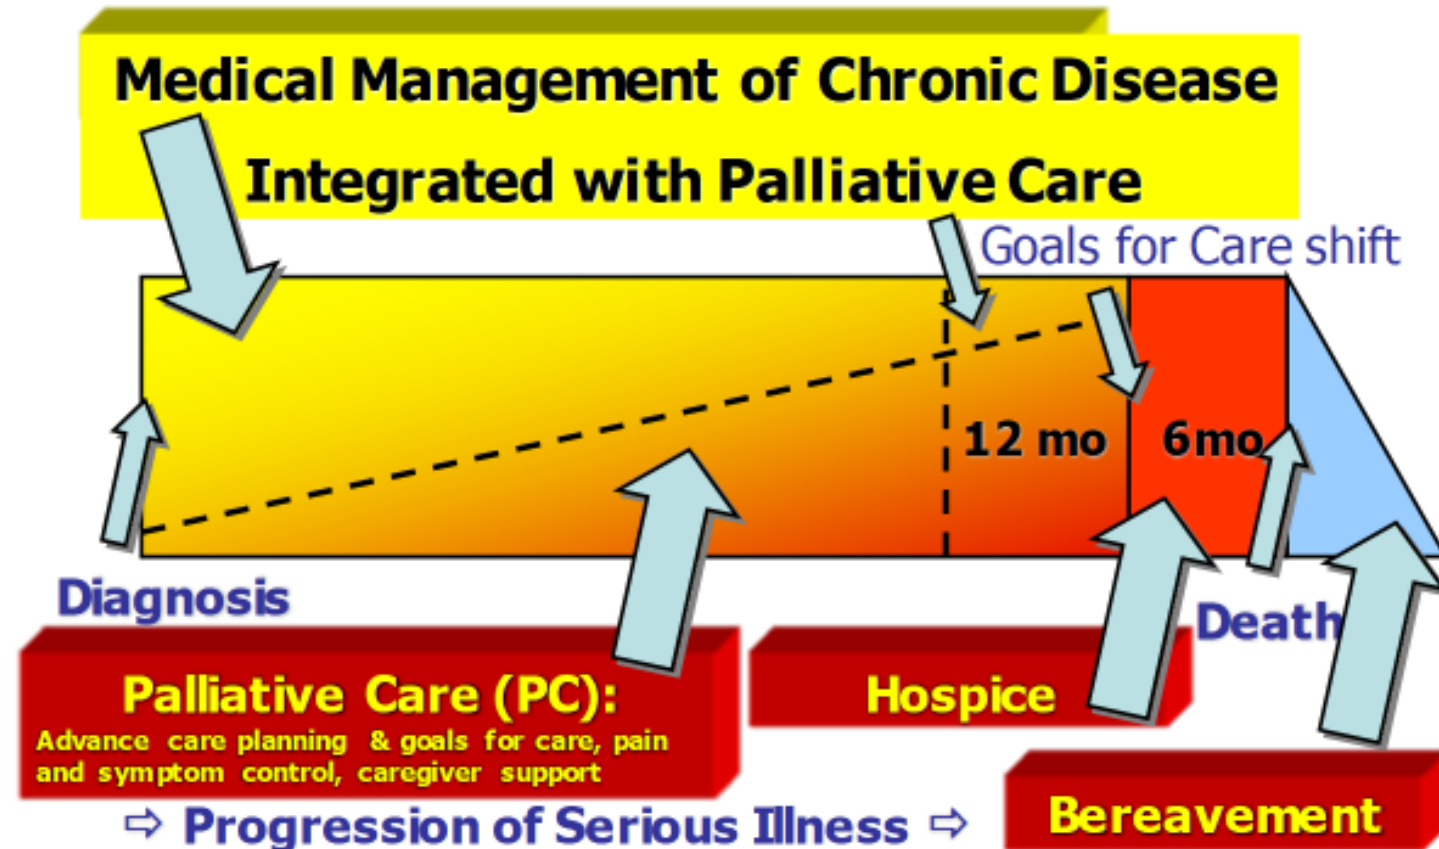 Medical Management of Chronic Disease
Integrated with Palliative Care
Goals for Care shift
12 mo
6mo
Diagnosis
Death
Palliative Care (PC):
Advance care planning & goals for care, pain
and symptom control, caregiver support
Hospice
⇨ Progression of Serious Illness ⇨
Bereavement